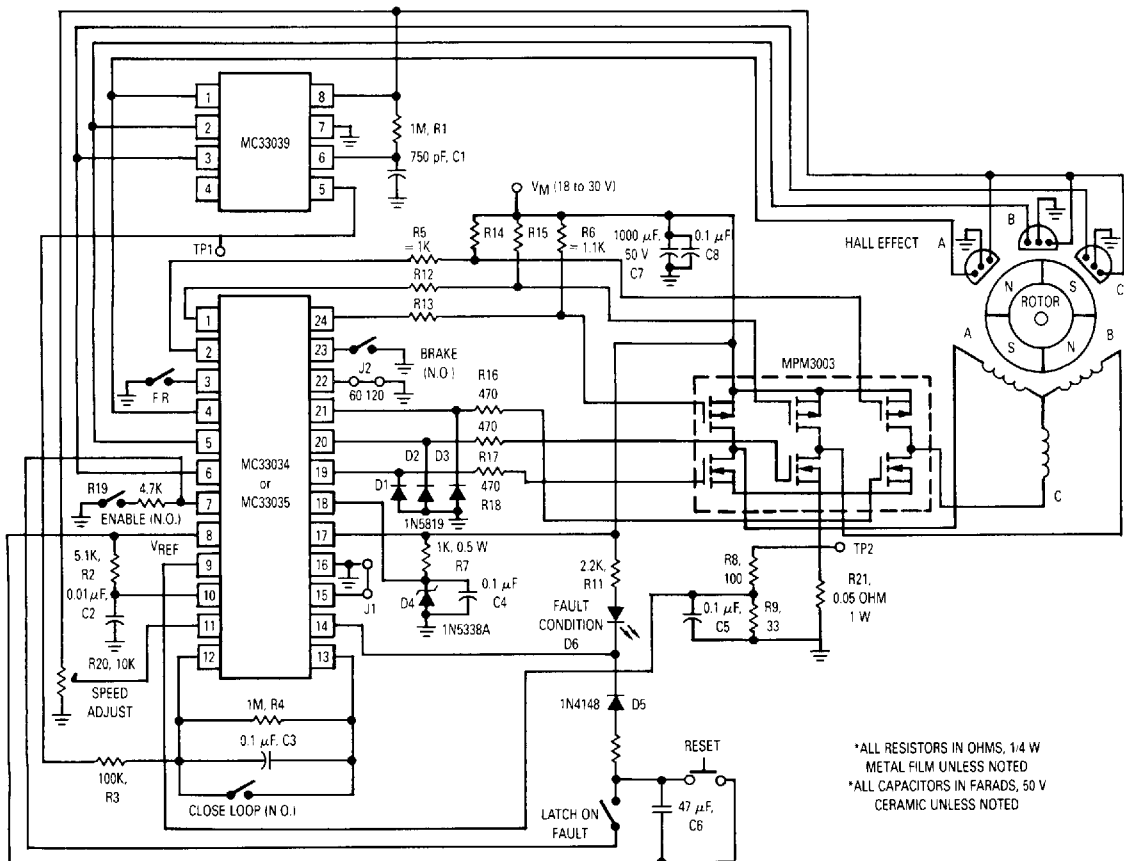 1
8
2
MC33039
7
1M, R1
3
6
750 pF, C1
4
5
VM (18 to 30 V)
TP1
R5
= 1K
R14
R15
R6
= 1.1K
1000 µF,
50 V
C7
0.1 µF
C8
R12
R13
HALL EFFECT
A
B
C
N
S
ROTOR
S
N
A
B
C
1
24
2
23
J2
BRAKE
(N.O.)
3
22
60 120
F R
4
21
R16
470
MPM3003
5
20
470
6
MC33034
or
MC33035
19
D2
D3
R17
D1
470
R18
R19
4.7K
7
18
1N5819
ENABLE (N.O.)
8
17
VREF
1K, 0.5 W
R7
2.2K,
R11
TP2
R8,
100
R21,
0.05 OHM
1 W
5.1K,
R2
9
16
0.1 µF
C4
FAULT
CONDITION
D6
0.1 µF,
C5
R9,
33
0.01 µF,
C2
10
15
J1
D4
1N5338A
11
14
12
13
R20, 10K
SPEED
ADJUST
1M, R4
1N4148
D5
0.1 µF, C3
RESET
100K,
R3
CLOSE LOOP (N O.)
LATCH ON
FAULT
47 µF,
C6
*ALL RESISTORS IN OHMS, 1/4 W
METAL FILM UNLESS NOTED
*ALL CAPACITORS IN FARADS, 50 V
CERAMIC UNLESS NOTED